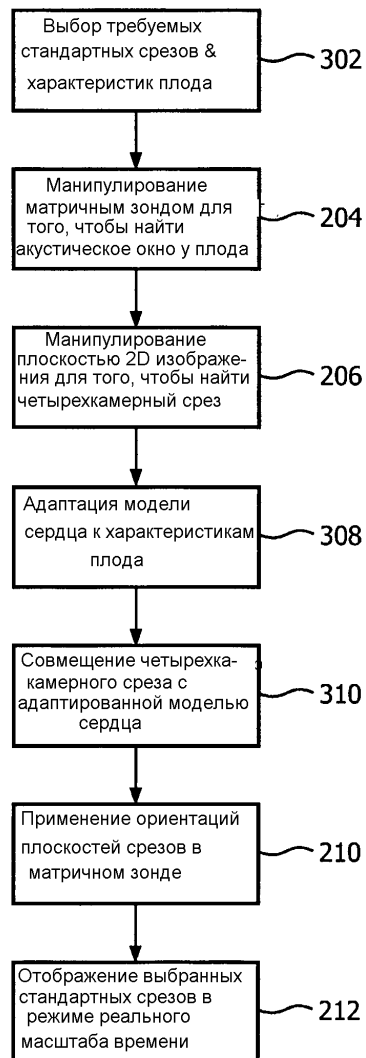 Выбор требуемых
стандартных срезов &
характеристик плода
302
Манипулирование
матричным зондом для
того, чтобы найти
акустическое окно у плода
204
Манипулирование
плоскостью 2D изображе-
ния для того, чтобы найти
четырехкамерный срез
206
Адаптация модели
сердца к характеристикам
плода
308
Совмещение четырехка-
камерного среза с
адаптированной моделью
сердца
310
Применение ориентаций
плоскостей срезов в
матричном зонде
210
Отображение выбранных
стандартных срезов в
режиме реального
масштаба времени
212